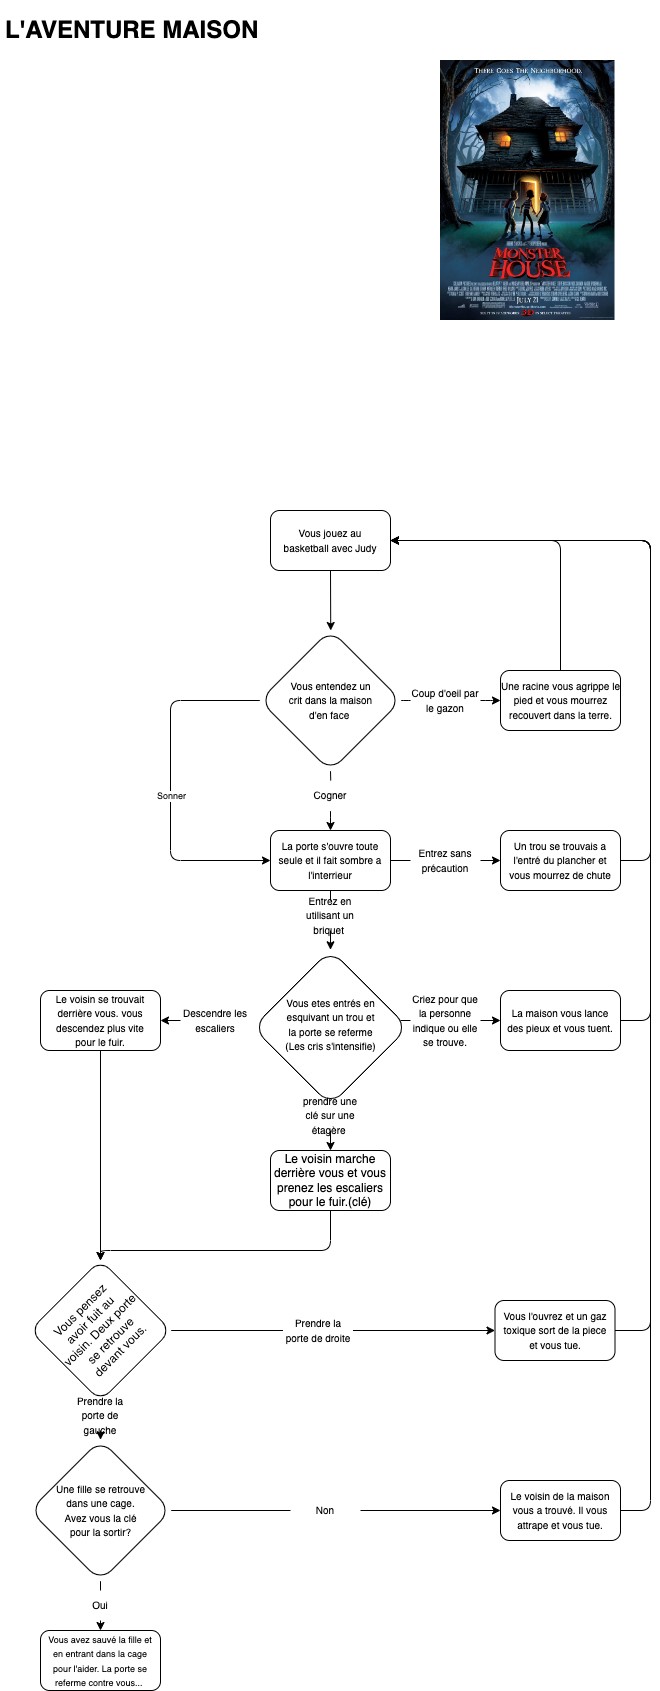 L'AVENTURE MAISON
THERE GOES THE NEIGHBORHOOD.
MONSTER
HOUSE
JULY 21
Vous jouez au
basketball avec Judy
Vous entendez un
crit dans la maison
d'en face
Coup d'oeil par
le gazon
Une racine vous agrippe le
pied et vous mourrez
recouvert dans la terre.
Sonner
Cogner
La porte s'ouvre toute
seule et il fait sombre a
l'interrieur
Entrez sans
précaution
Un trou se trouvais a
l'entré du plancher et
vous mourrez de chute
Entrez en
utilisant un
briquet
Le voisin se trouvait
derrière vous. vous
descendez plus vite
pour le fuir.
Descendre les
escaliers
Vous etes entrés en
esquivant un trou et
la porte se referme
(Les cris s'intensifie)
Criez pour que
la personne
indique ou elle
se trouve.
La maison vous lance
des pieux et vous tuent.
prendre une
clé sur une
étagère
Le voisin marche
derrière vous et vous
prenez les escaliers
pour le fuir.(clé)
Vous pensez
avoir fuit au
voisin. Deux porte
se retrouve
devant vous.
Prendre la
porte de droite
Vous l'ouvrez et un gaz
toxique sort de la piece
et vous tue.
Prendre la
porte de
gauche
Une fille se retrouve
dans une cage.
Avez vous la clé
pour la sortir?
Non
Le voisin de la maison
vous a trouvé. Il vous
attrape et vous tue.
Oui
Vous avez sauvé la fille et
en entrant dans la cage
pour l'aider. La porte se
referme contre vous...